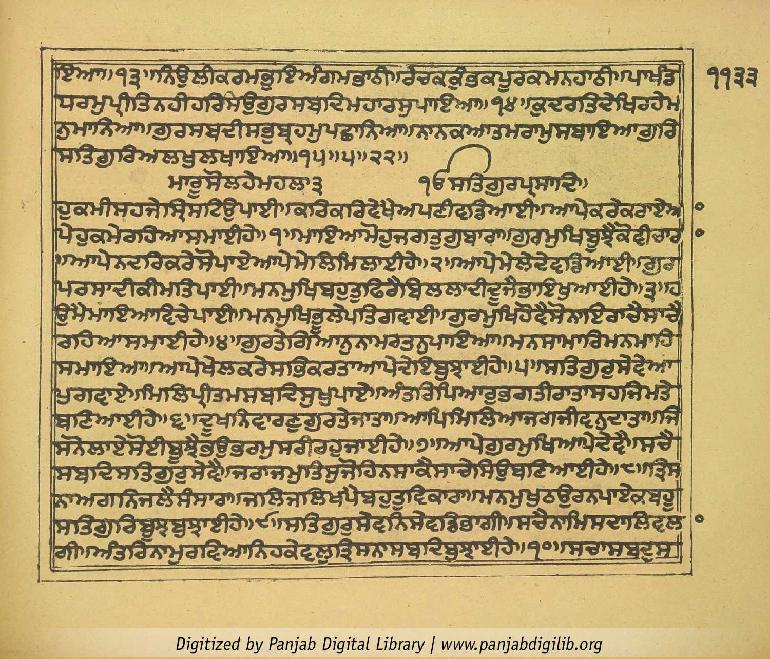 ੧੧੩੩
ਇਆ॥੧੩॥ਨਿਉਲੀਕਰਮਭੁਇਅੰਗਮਭਾਠੀ॥ਰੇਚਕਕੁੰਭਕਪੂਰਕਮਨਹਾਠੀ॥ਪਾਖੰਡ
ਧਰਮੁਪ੍ਰੀਤਿਨਹੀਹਰਿਸਿਉਗੁਰਸਬਦਿਮਹਾਰਸੁਪਾਇਆ॥੧੪॥ਕੁਦਰਤਿਦੇਖਿਰਹੇਮ
ਨੁਮਾਨਿਆ॥ਗੁਰਸਬਦੀਸਭੁਬ੍ਰਹਮੁਪਛਾਨਿਆ॥ਨਾਨਕਆਤਮਰਾਮੁਸਬਾਇਆਗੁਰਿ
ਸਤਿਗੁਰਿਅਲਖੁਲਖਾਇਆ॥੧੫॥੫॥੨੨॥
ਮਾਰੂਸੋਲਹੇਮਹਲਾ੩ ੴਸਤਿਗੁਰਪ੍ਰਸਾਦਿ॥
ਹੁਕਮੀਸਹਜੇਸ੍ਰਿਸਟਿਉਪਾਈ॥ਕਰਿਕਰਿਵੇਖੈਅਪਣੀਵਡਿਆਈ॥ਆਪੇਕਰੇਕਰਾਏਆ
ਪੇਹੁਕਮੇਰਹਿਆਸਮਾਈਹੇ॥੧॥ਮਾਇਆਮੋਹੁਜਗਤੁਗੁਬਾਰਾ॥ਗੁਰਮੁਖਿਬੂਝੈਕੋਵੀਚਾਰਾ
॥ਆਪੇਨਦਰਿਕਰੇਸੋਪਾਏਆਪੇਮੇਲਿਮਿਲਾਈਹੇ॥੨॥ਆਪੇਮੇਲੇਦੇਵਡਿਆਈ॥ਗੁਰ
ਪਰਸਾਦੀਕੀਮਤਿਪਾਈ॥ਮਨਮੁਖਿਬਹੁਤੁਫਿਰੈਬਿਲਲਾਦੀਦੂਜੈਭਾਇਖੁਆਈਹੇ॥੩॥ਹ
ਉਮੈਮਾਇਆਵਿਚੇਪਾਈ॥ਮਨਮੁਖਭੂਲੇਪਤਿਗਵਾਈ॥ਗੁਰਮੁਖਿਹੋਵੈਸੋਨਾਇਰਾਚੈਸਾਚੈ
ਰਹਿਆਸਮਾਈਹੇ॥੪॥ਗੁਰਤੇਗਿਆਨੁਨਾਮਰਤਨੁਪਾਇਆ॥ਮਨਸਾਮਾਰਿਮਨਮਾਹਿ
ਸਮਾਇਆ॥ਆਪੇਖੇਲਕਰੇਸਭਿਕਰਤਾਆਪੇਦੇਇਬੁਝਾਈਹੇ॥੫॥ਸਤਿਗੁਰੁਸੇਵੇਆ
ਪੁਗਵਾਏ॥ਮਿਲਿਪ੍ਰੀਤਮਸਬਦਿਸੁਖੁਪਾਏ॥ਅੰਤਰਿਪਿਆਰੁਭਗਤੀਰਾਤਾਸਹਜਿਮਤੇ
ਬਣਿਆਈਹੇ॥੬॥ਦੂਖਨਿਵਾਰਣੁਗੁਰਤੇਜਾਤਾ॥ਆਪਿਮਿਲਿਆਜਗਜੀਵਨੁਦਾਤਾ॥ਜਿ
ਸਨੋਲਾਏਸੋਈਬੂਝੈਭਉਭਰਮੁਸਰੀਰਹੁਜਾਈਹੇ॥੭॥ਆਪੇਗੁਰਮੁਖਿਆਪੇਦੇਵੈ॥ਸਚੈ
ਸਬਦਿਸਤਿਗੁਰੁਸੇਵੈ॥ਜਰਾਜਮੁਤਿਸੁਜੋਹਿਨਸਾਕੈਸਾਚੇਸਿਉਬਣਿਆਈਹੇ॥੮॥ਤ੍ਰਿਸ
ਨਾਅਗਨਿਜਲੈਸੰਸਾਰਾ॥ਜਲਿਜਲਿਖਪੈਬਹੁਤੁਵਿਕਾਰਾ॥ਮਨਮੁਖੁਠਉਰਨਪਾਏਕਬਹੂ
ਸਤਿਗੁਰਿਬੂਝਬੁਝਾਈਹੇ॥੯॥ਸਤਿਗੁਰੁਸੇਵਨਿਸੇਵਡਭਾਗੀ॥ਸਚੈਨਾਮਿਸਦਾਲਿਵਲਾ
ਗੀ॥ਅੰਤਰਿਨਾਮੁਰਵਿਆਨਿਹਕੇਵਲੁਤ੍ਰਿਸਨਾਸਬਦਿਬੁਝਾਈਹੇ॥੧੦॥ਸਚਾਸਬਦੁਸ
Digitized by Panjab Digital Library | www.panjabdigilib.org